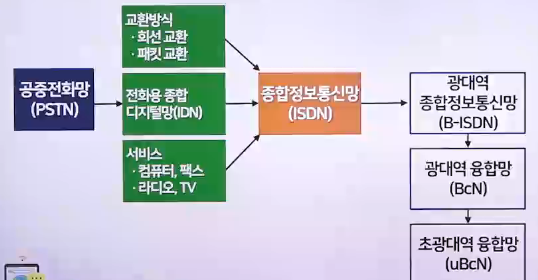 공중전화망
(PSTN)
교환방식
· 회선 교환
· 패킷 교환
전화용 종합
디지털망(IDN)
서비스
· 컴퓨터, 팩스
· 라디오, TV
종합정보통신망
(ISDN)
광대역
종합정보통신망
(B-ISDN)
광대역 융합망
(BcN)
초광대역 융합망
(uBcN)